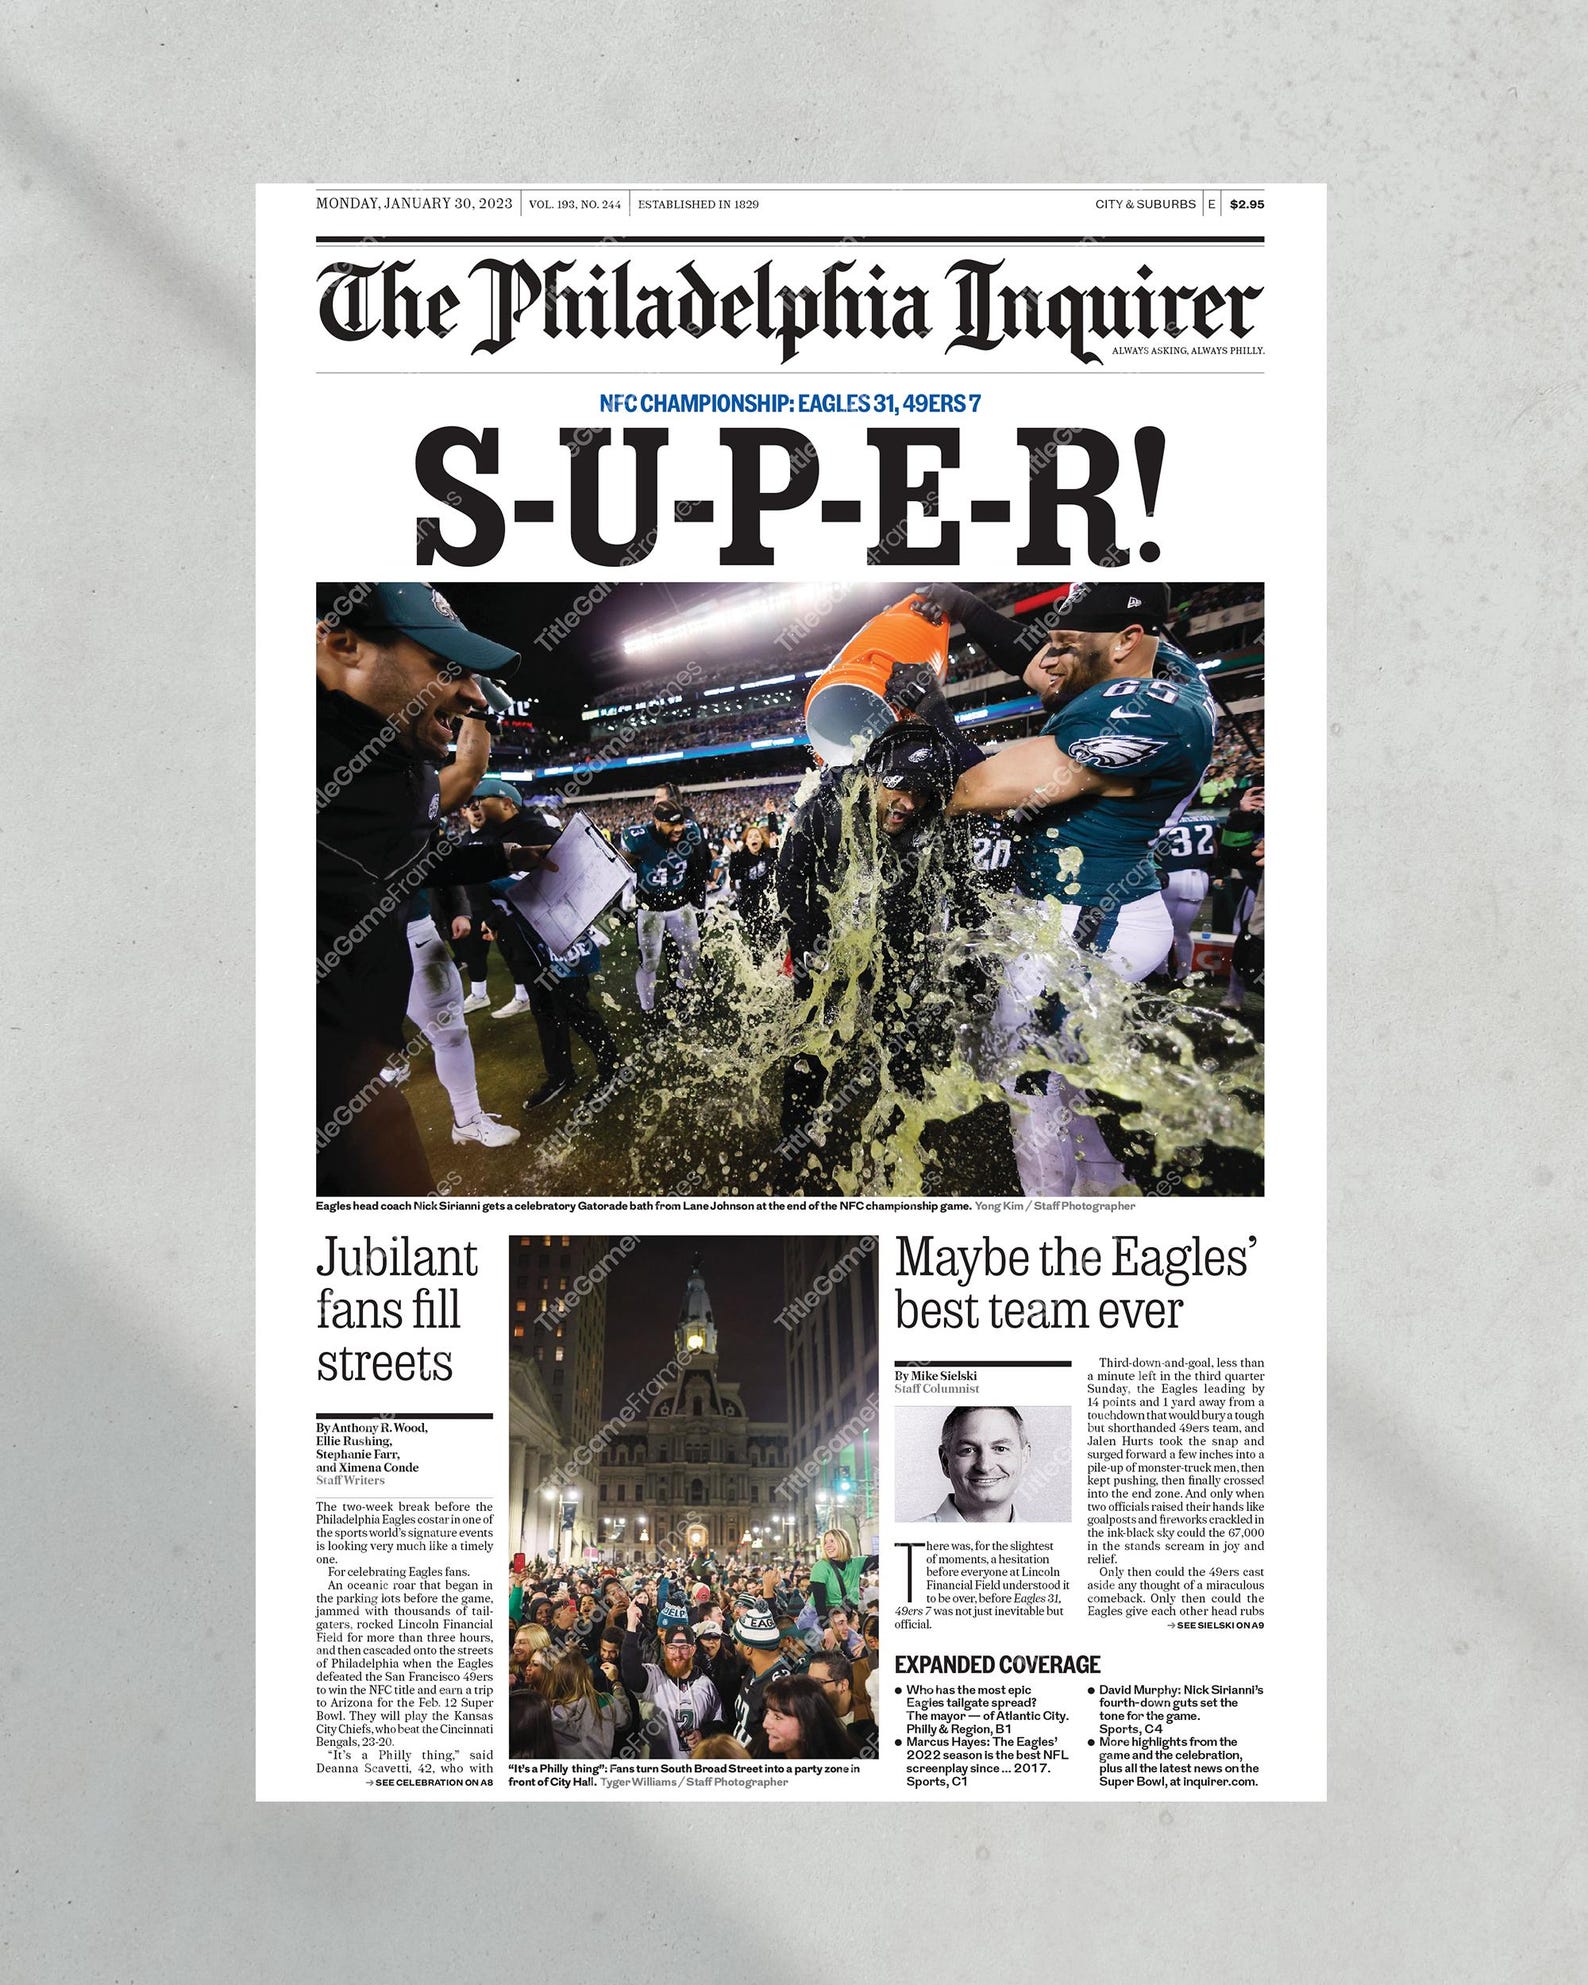 MONDAY, JANUARY 30, 2023 VOL. 193, NO. 244 ESTABLISHED IN 1829 CITY & SUBURBS E $2.95
The Philadelphia Inquirer
ALWAYS ASKING, ALWAYS PHILLY.
NFC CHAMPIONSHIP: EAGLES 31, 49ERS 7
S-U-P-E-R!
65
43
20
32
Eagles head coach Nick Sirianni gets a celebratory Gatorade bath from Lane Johnson at the end of the NFC championship game. Yong Kim / Staff Photographer
Jubilant
fans fill
streets
By Anthony R. Wood,
Ellie Rushing,
Stephanie Farr,
and Ximena Conde
Staff Writers
The two-week break before the
Philadelphia Eagles costar in one of
the sports world's signature events
is looking very much like a timely
one.
For celebrating Eagles fans.
An oceanic roar that began in
the parking lots before the game,
jammed with thousands of tail-
gaters, rocked Lincoln Financial
Field for more than three hours,
and then cascaded onto the streets
of Philadelphia when the Eagles
defeated the San Francisco 49ers
to win the NFC title and earn a trip
to Arizona for the Feb. 12 Super
Bowl. They will play the Kansas
City Chiefs, who beat the Cincinnati
Bengals, 23-20.
“It’s a Philly thing,” said
Deanna Scavetti, 42, who with
→ SEE CELEBRATION ON A8
“It’s a Philly thing”: Fans turn South Broad Street into a party zone in
front of City Hall. Tyger Williams / Staff Photographer
Maybe the Eagles’
best team ever
By Mike Sielski
Staff Columnist
There was, for the slightest
of moments, a hesitation
before everyone at Lincoln
Financial Field understood it
to be over, before Eagles 31,
49ers 7 was not just inevitable but
official.
Third-down-and-goal, less than
a minute left in the third quarter
Sunday, the Eagles leading by
14 points and 1 yard away from a
touchdown that would bury a tough
but shorthanded 49ers team, and
Jalen Hurts took the snap and
surged forward a few inches into a
pile-up of monster-truck men, then
kept pushing, then finally crossed
into the end zone. And only when
two officials raised their hands like
goalposts and fireworks crackled in
the ink-black sky could the 67,000
in the stands scream in joy and
relief.
Only then could the 49ers cast
aside any thought of a miraculous
comeback. Only then could the
Eagles give each other head rubs
→ SEE SIELSKI ON A9
EXPANDED COVERAGE
● Who has the most epic
Eagles tailgate spread?
The mayor — of Atlantic City.
Philly & Region, B1
● Marcus Hayes: The Eagles’
2022 season is the best NFL
screenplay since ... 2017.
Sports, C1
● David Murphy: Nick Sirianni’s
fourth-down guts set the
tone for the game.
Sports, C4
● More highlights from the
game and the celebration,
plus all the latest news on the
Super Bowl, at inquirer.com.
TitleGameFrames